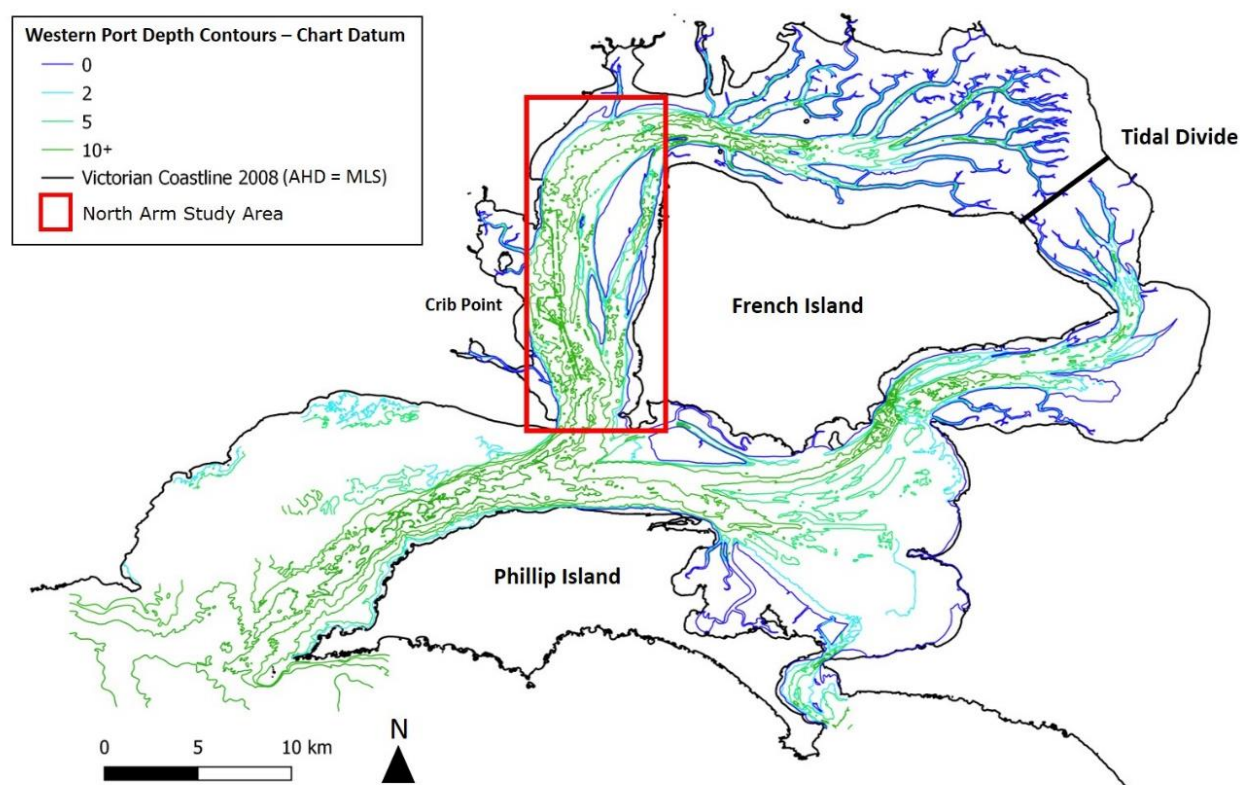 Western Port Depth Contours – Chart Datum
0
2
5
10+
Victorian Coastline 2008 (AHD = MLS)
North Arm Study Area
Tidal Divide
Crib Point
French Island
Phillip Island
N
0 5 10 km